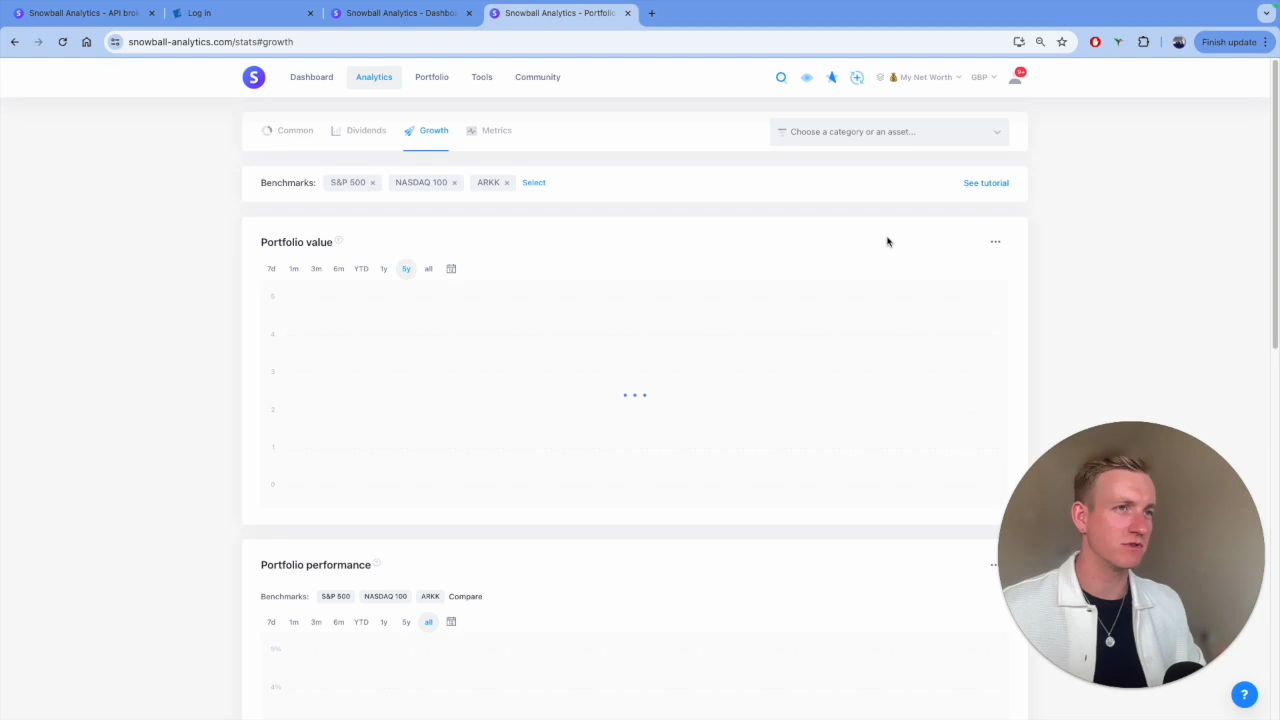 Snowball Analytics - API brok
Log in
Snowball Analytics - Dashbo
Snowball Analytics - Portfolio
snowball-analytics.com/stats#growth
Finish update
S
Dashboard
Analytics
Portfolio
Tools
Community
My Net Worth
GBP
9+
Common
Dividends
Growth
Metrics
Choose a category or an asset...
Benchmarks:
S&P 500 ×
NASDAQ 100 ×
ARKK ×
Select
See tutorial
Portfolio value
7d 1m 3m 6m YTD 1y 5y all
5
4
3
2
1
0
Portfolio performance
Benchmarks: S&P 500 NASDAQ 100 ARKK Compare
7d 1m 3m 6m YTD 1y 5y all
9%
4%
?